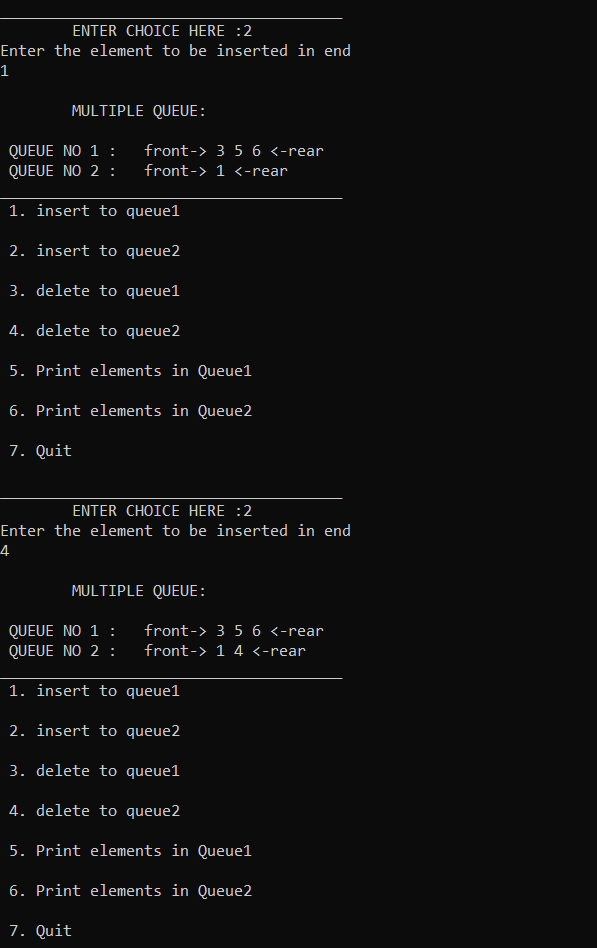 ENTER CHOICE HERE :2
Enter the element to be inserted in end
1
MULTIPLE QUEUE:
QUEUE NO 1 :   front-> 3 5 6 <-rear
QUEUE NO 2 :   front-> 1 <-rear
1. insert to queue1
2. insert to queue2
3. delete to queue1
4. delete to queue2
5. Print elements in Queue1
6. Print elements in Queue2
7. Quit
ENTER CHOICE HERE :2
Enter the element to be inserted in end
4
MULTIPLE QUEUE:
QUEUE NO 1 :   front-> 3 5 6 <-rear
QUEUE NO 2 :   front-> 1 4 <-rear
1. insert to queue1
2. insert to queue2
3. delete to queue1
4. delete to queue2
5. Print elements in Queue1
6. Print elements in Queue2
7. Quit